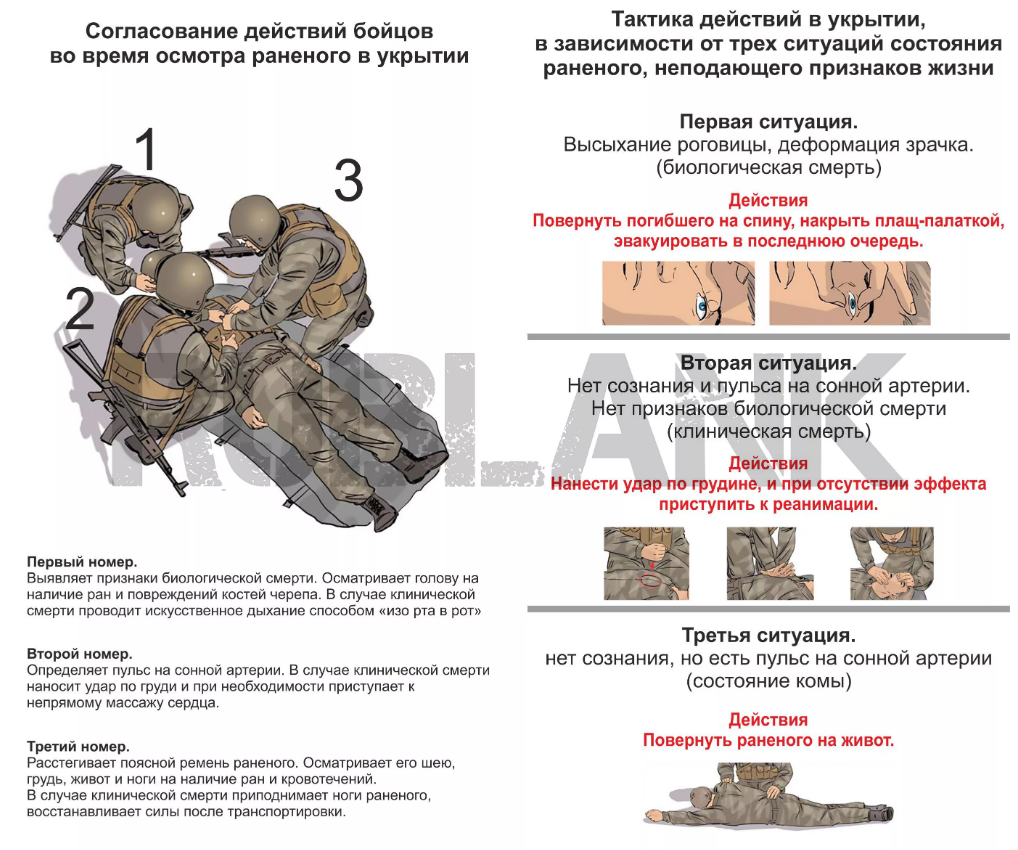 Согласование действий бойцов
во время осмотра раненого в укрытии
1
3
2
Первый номер.
Выявляет признаки биологической смерти. Осматривает голову на
наличие ран и повреждений костей черепа. В случае клинической
смерти проводит искусственное дыхание способом «изо рта в рот»
Второй номер.
Определяет пульс на сонной артерии. В случае клинической смерти
наносит удар по груди и при необходимости приступает к
непрямому массажу сердца.
Третий номер.
Расстегивает поясной ремень раненого. Осматривает его шею,
грудь, живот и ноги на наличие ран и кровотечений.
В случае клинической смерти приподнимает ноги раненого,
восстанавливает силы после транспортировки.
Тактика действий в укрытии,
в зависимости от трех ситуаций состояния
раненого, неподающего признаков жизни
Первая ситуация.
Высыхание роговицы, деформация зрачка.
(биологическая смерть)
Действия
Повернуть погибшего на спину, накрыть плащ-палаткой,
эвакуировать в последнюю очередь.
Вторая ситуация.
Нет сознания и пульса на сонной артерии.
Нет признаков биологической смерти
(клиническая смерть)
Действия
Нанести удар по грудине, и при отсутствии эффекта
приступить к реанимации.
Третья ситуация.
нет сознания, но есть пульс на сонной артерии
(состояние комы)
Действия
Повернуть раненого на живот.